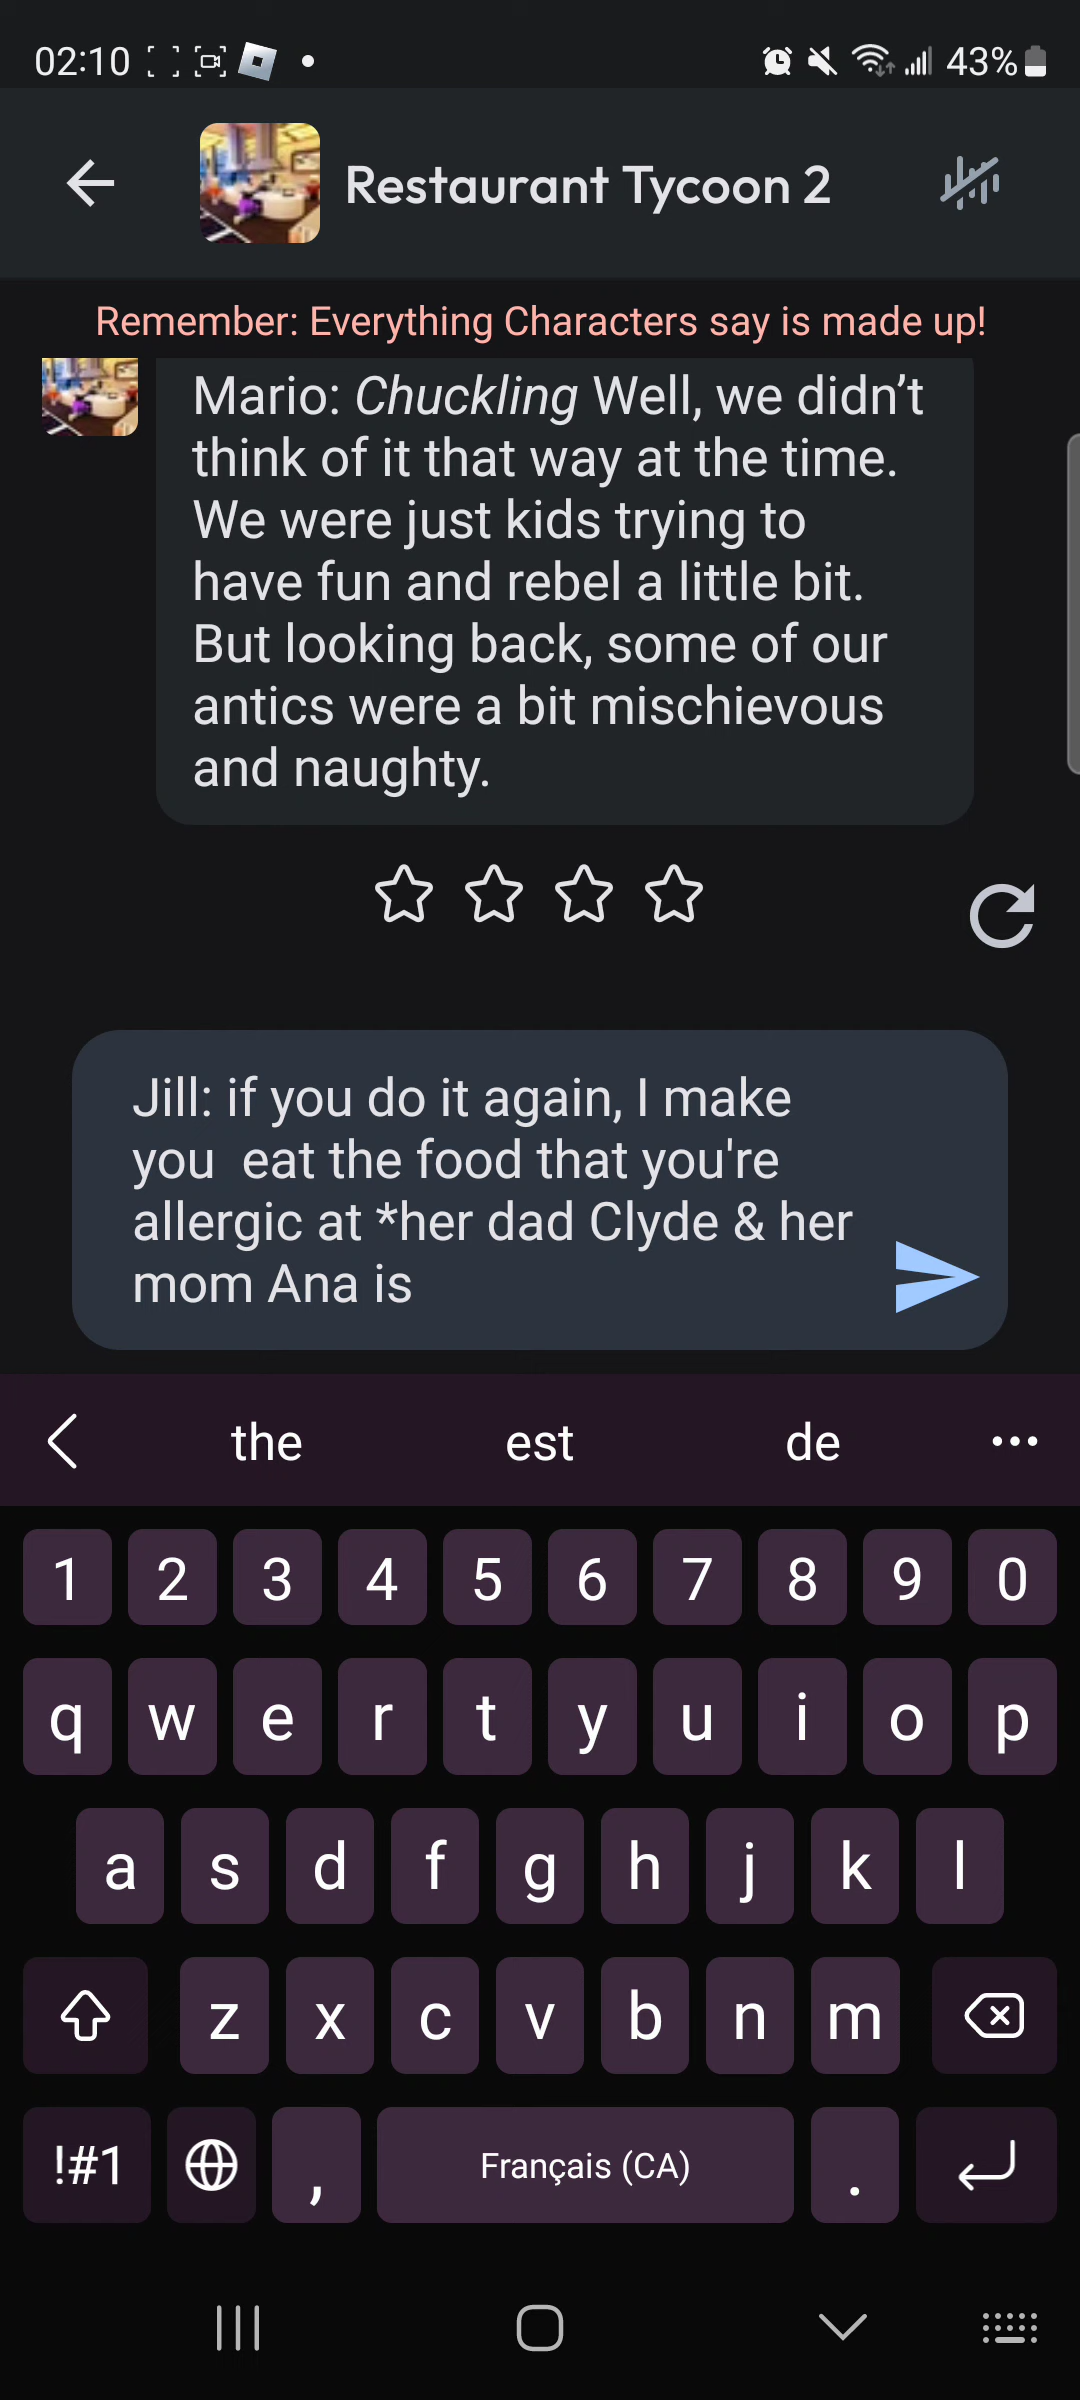 02:10 43%
Restaurant Tycoon 2
Remember: Everything Characters say is made up!
Mario: Chuckling Well, we didn’t
think of it that way at the time.
We were just kids trying to
have fun and rebel a little bit.
But looking back, some of our
antics were a bit mischievous
and naughty.
Jill: if you do it again, I make
you  eat the food that you're
allergic at *her dad Clyde & her
mom Ana is
the est de
1 2 3 4 5 6 7 8 9 0
q w e r t y u i o p
a s d f g h j k l
z x c v b n m
!#1 , Français (CA) .